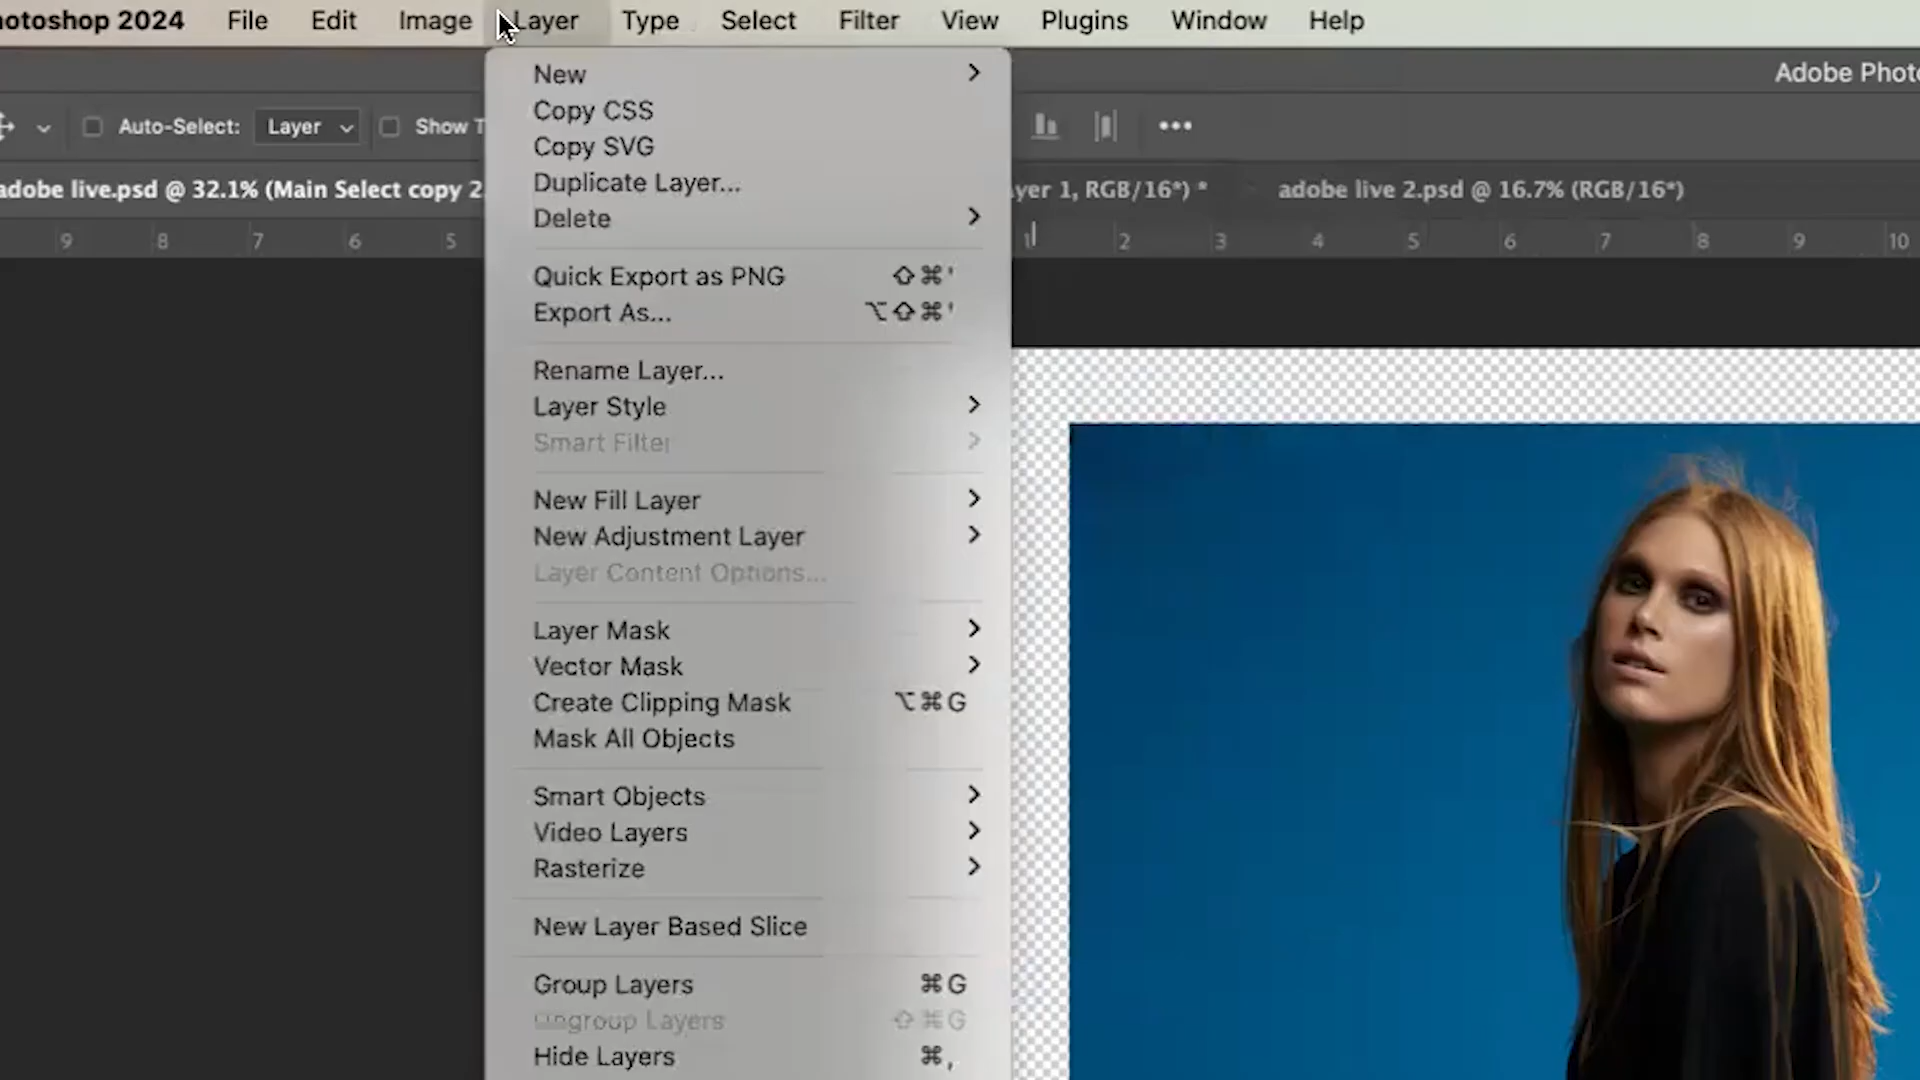 otoshop 2024 File Edit Image Layer Type Select Filter View Plugins Window Help
Adobe Photo
Auto-Select: Layer Show T
adobe live.psd @ 32.1% (Main Select copy 2 yer 1, RGB/16*) * adobe live 2.psd @ 16.7% (RGB/16*)
9 8 7 6 5 1 2 3 4 5 6 7 8 9 10
New
Copy CSS
Copy SVG
Duplicate Layer...
Delete
Quick Export as PNG ⇧⌘'
Export As... ⌥⇧⌘'
Rename Layer...
Layer Style
Smart Filter
New Fill Layer
New Adjustment Layer
Layer Content Options...
Layer Mask
Vector Mask
Create Clipping Mask ⌥⌘G
Mask All Objects
Smart Objects
Video Layers
Rasterize
New Layer Based Slice
Group Layers ⌘G
Ungroup Layers ⇧⌘G
Hide Layers ⌘,